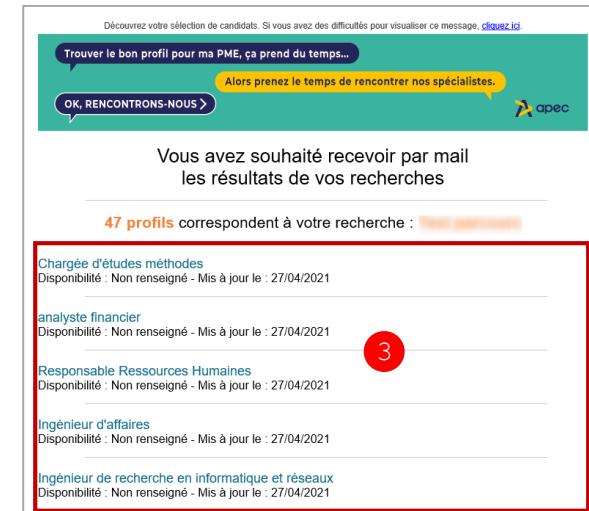 Découvrez votre sélection de candidats. Si vous avez des difficultés pour visualiser ce message, cliquez ici.
Trouver le bon profil pour ma PME, ça prend du temps...
Alors prenez le temps de rencontrer nos spécialistes.
OK, RENCONTRONS-NOUS >
apec
Vous avez souhaité recevoir par mail
les résultats de vos recherches
47 profils correspondent à votre recherche :
Chargée d'études méthodes
Disponibilité : Non renseigné - Mis à jour le : 27/04/2021
analyste financier
Disponibilité : Non renseigné - Mis à jour le : 27/04/2021
3
Responsable Ressources Humaines
Disponibilité : Non renseigné - Mis à jour le : 27/04/2021
Ingénieur d'affaires
Disponibilité : Non renseigné - Mis à jour le : 27/04/2021
Ingénieur de recherche en informatique et réseaux
Disponibilité : Non renseigné - Mis à jour le : 27/04/2021